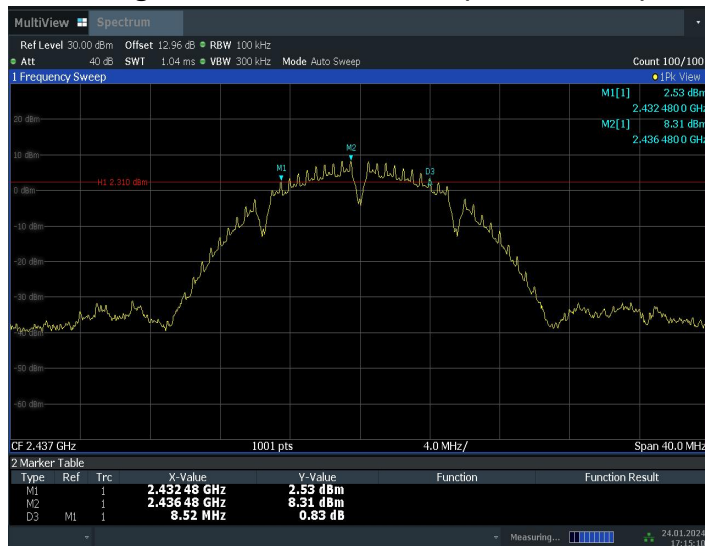 MultiView Spectrum
Ref Level 30.00 dBm Offset 12.96 dB RBW 100 kHz
Att 40 dB SWT 1.04 ms VBW 300 kHz Mode Auto Sweep Count 100/100
1 Frequency Sweep 1Pk View
M1[1] 2.53 dBm
2.432 480 0 GHz
20 dBm M2[1] 8.31 dBm
2.436 480 0 GHz
10 dBm
M2
M1 D3
H1 2.310 dBm
0 dBm
-10 dBm
-20 dBm
-30 dBm
-40 dBm
-50 dBm
-60 dBm
CF 2.437 GHz 1001 pts 4.0 MHz/ Span 40.0 MHz
2 Marker Table
Type Ref Trc X-Value Y-Value Function Function Result
M1 1 2.432 48 GHz 2.53 dBm
M2 1 2.436 48 GHz 8.31 dBm
D3 M1 1 8.52 MHz 0.83 dB
Measuring... 24.01.2024
17:15:10